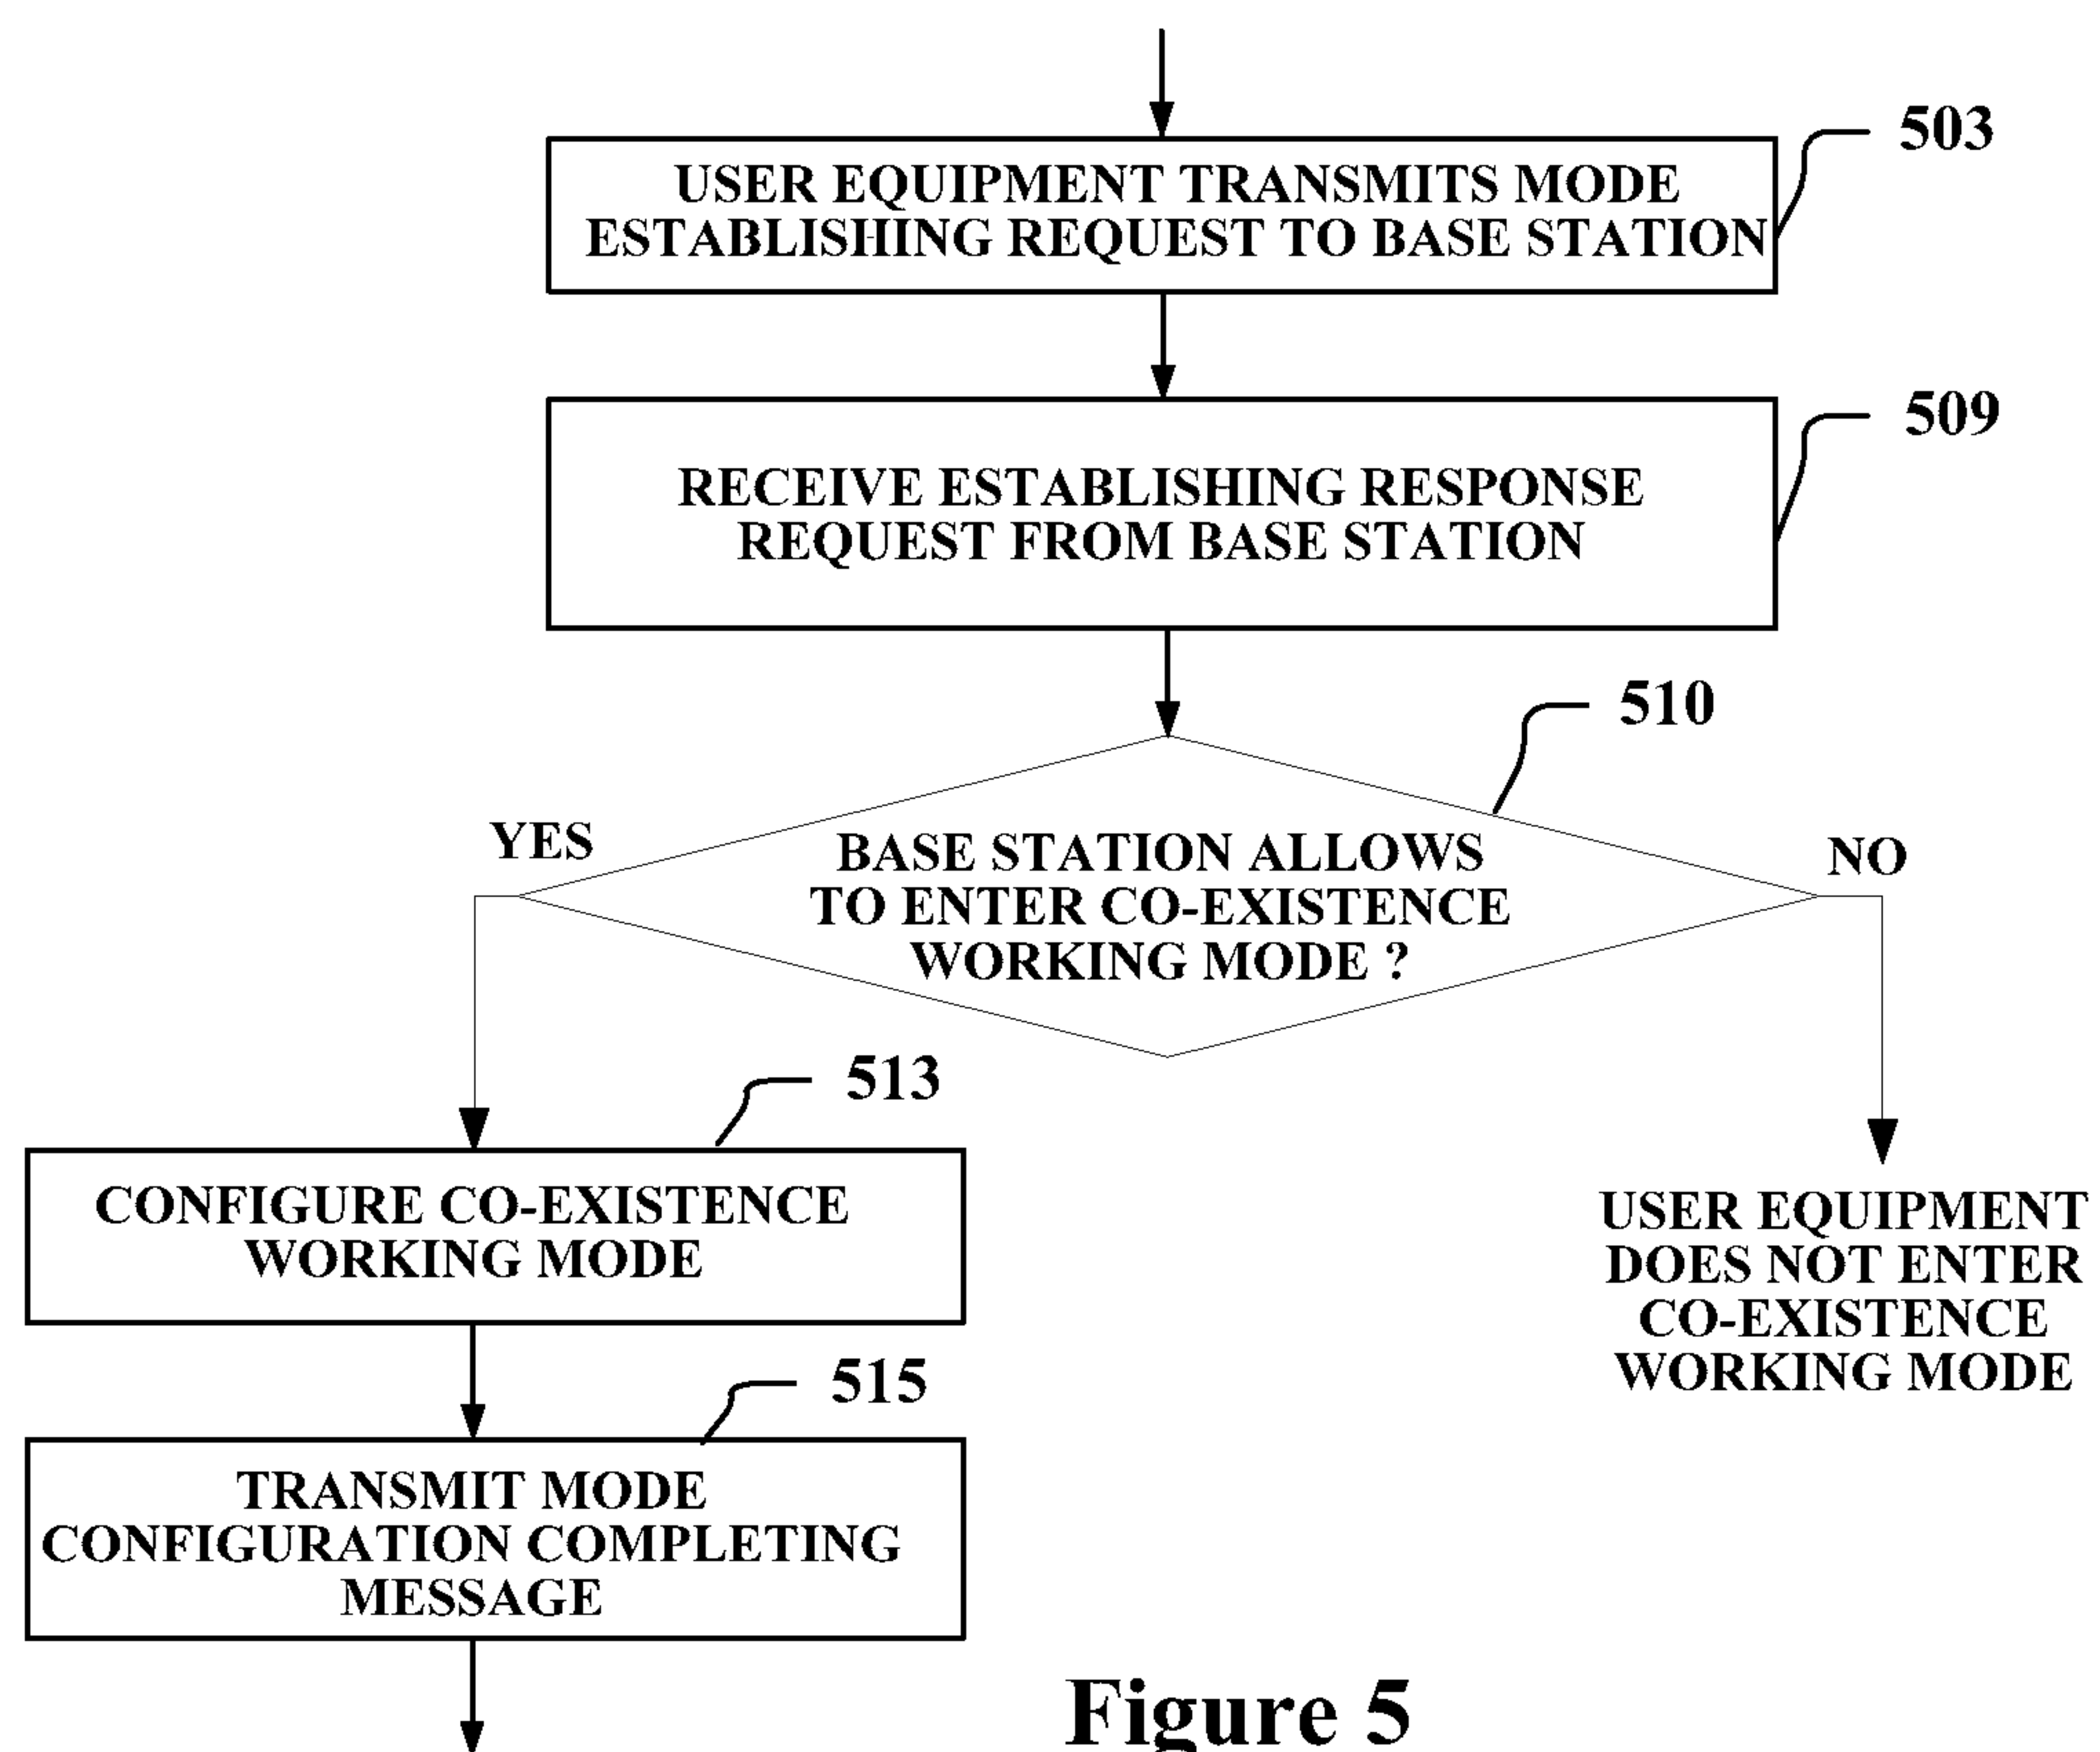 503
USER EQUIPMENT TRANSMITS MODE
ESTABLISHING REQUEST TO BASE STATION
509
RECEIVE ESTABLISHING RESPONSE
REQUEST FROM BASE STATION
510
YES
NO
BASE STATION ALLOWS
TO ENTER CO-EXISTENCE
WORKING MODE ?
513
CONFIGURE CO-EXISTENCE
WORKING MODE
USER EQUIPMENT
DOES NOT ENTER
CO-EXISTENCE
WORKING MODE
515
TRANSMIT MODE
CONFIGURATION COMPLETING
MESSAGE
Figure 5